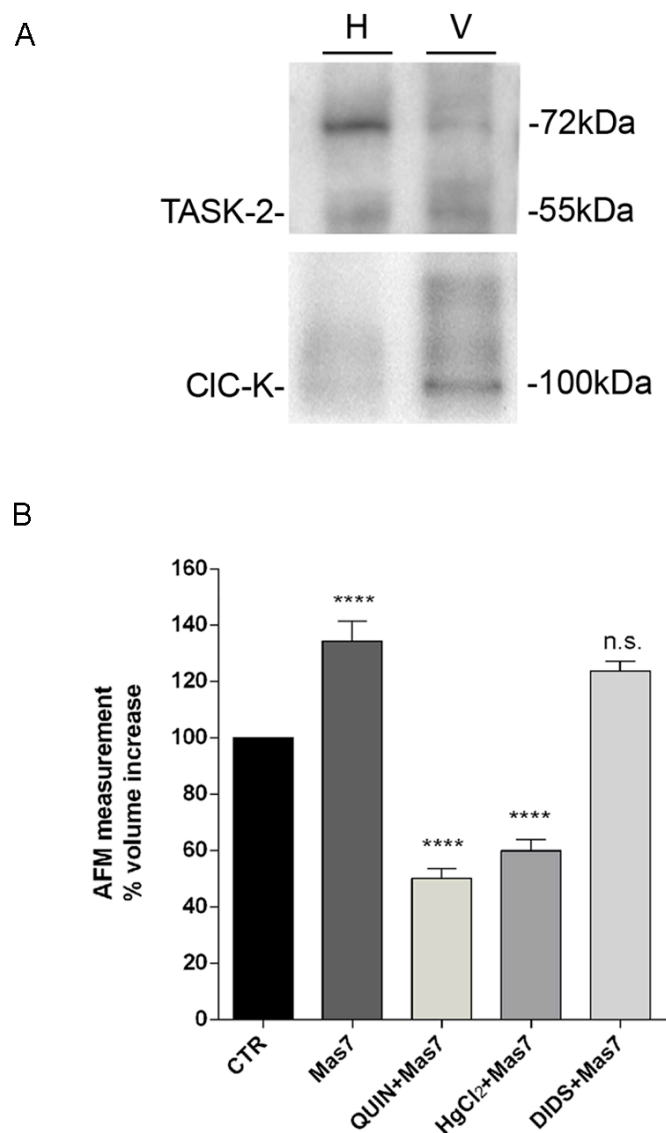 A
H V
-72kDa
TASK-2- -55kDa
ClC-K- -100kDa
B
AFM measurement
% volume increase
160
140
120
100
80
60
40
20
0
****
****
****
n.s.
CTR
Mas7
QUIN+Mas7
HgCl₂+Mas7
DIDS+Mas7